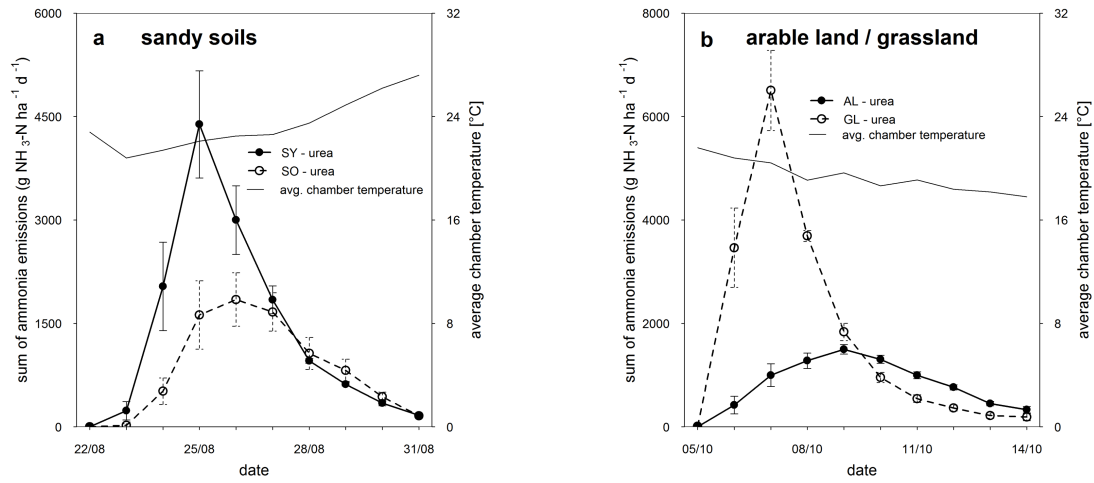 a sandy soils
6000
4500
3000
1500
0
sum of ammonia emissions (g NH 3-N ha -1 d -1)
32
24
16
8
0
average chamber temperature [°C]
SY - urea
SO - urea
avg. chamber temperature
22/08 25/08 28/08 31/08
date
b arable land / grassland
8000
6000
4000
2000
0
sum of ammonia emissions (g NH 3-N ha -1 d -1)
32
24
16
8
0
average chamber temperature [°C]
AL - urea
GL - urea
avg. chamber temperature
05/10 08/10 11/10 14/10
date